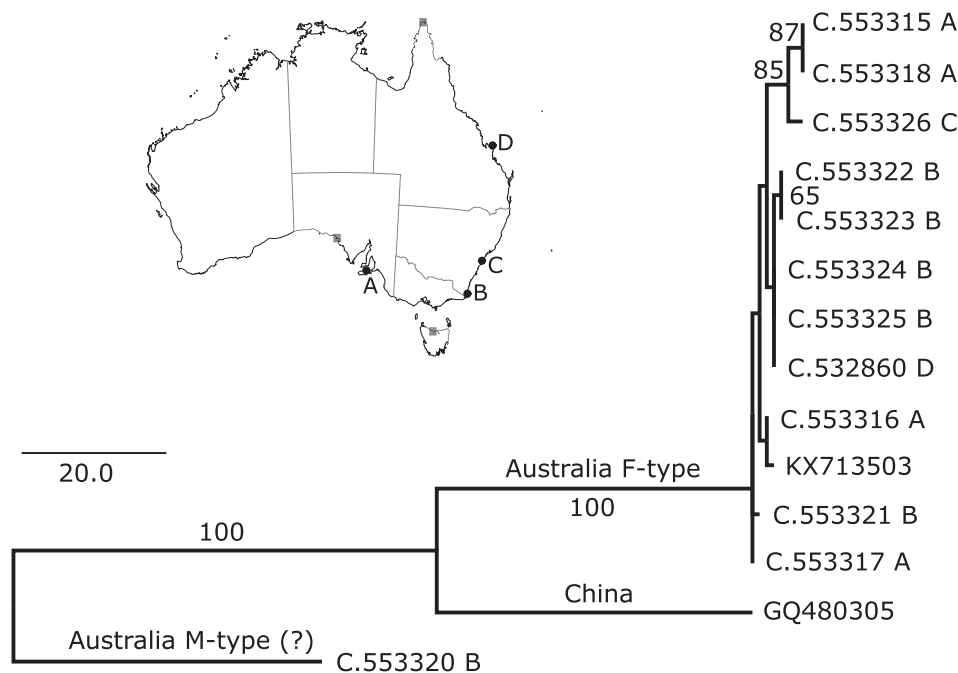 87
C.553315 A
85
C.553318 A
C.553326 C
D
C.553322 B
65
C.553323 B
C
C.553324 B
A
B
C.553325 B
C.532860 D
C.553316 A
20.0
Australia F-type
KX713503
100
C.553321 B
100
C.553317 A
China
GQ480305
Australia M-type (?)
C.553320 B